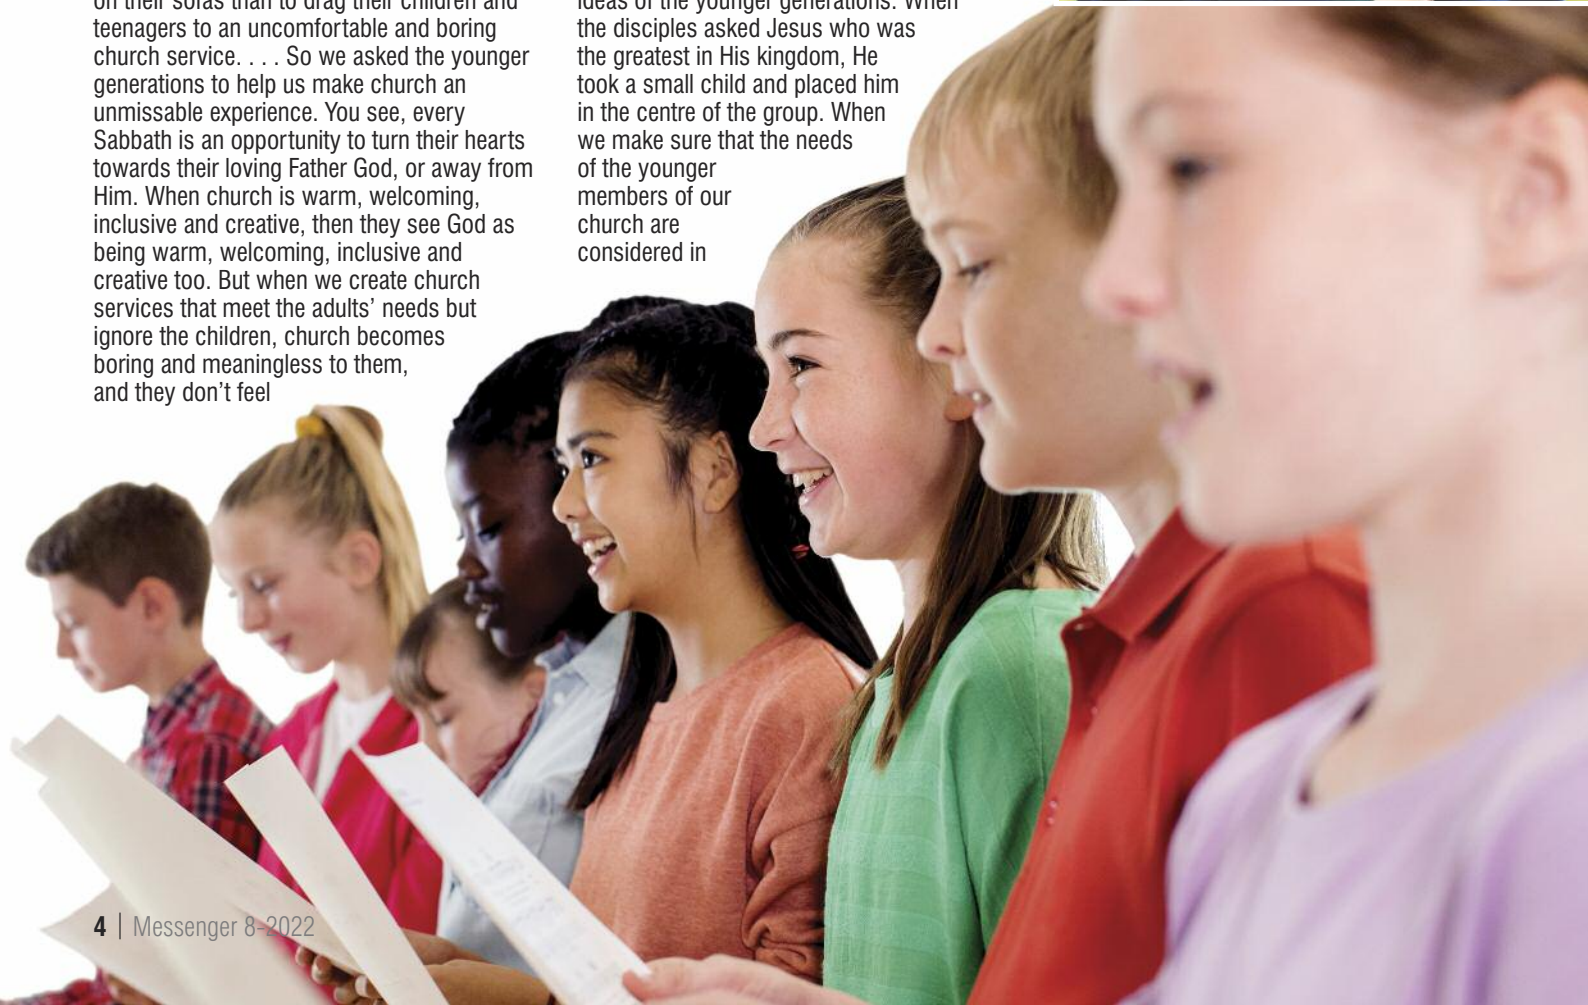 on their sofas than to drag their children and
teenagers to an uncomfortable and boring
church service. . . . So we asked the younger
generations to help us make church an
unmissable experience. You see, every
Sabbath is an opportunity to turn their hearts
towards their loving Father God, or away from
Him. When church is warm, welcoming,
inclusive and creative, then they see God as
being warm, welcoming, inclusive and
creative too. But when we create church
services that meet the adults’ needs but
ignore the children, church becomes
boring and meaningless to them,
and they don’t feel
ideas of the younger generations. When
the disciples asked Jesus who was
the greatest in His kingdom, He
took a small child and placed him
in the centre of the group. When
we make sure that the needs
of the younger
members of our
church are
considered in
4 | Messenger 8-2022